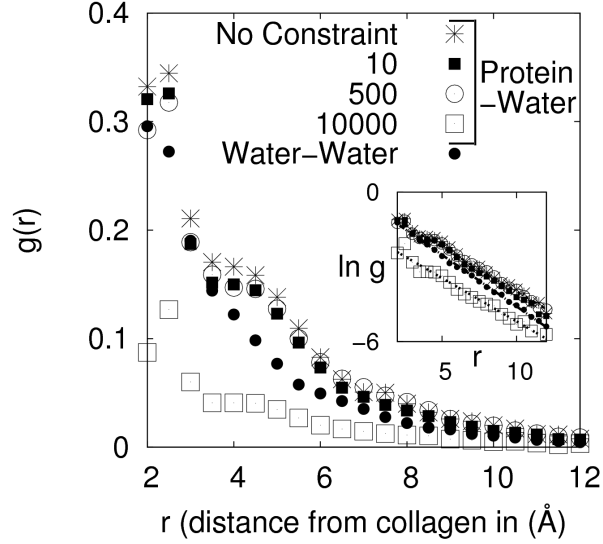 0.4
No Constraint
10
Protein
500
−Water
0.3
10000
Water−Water
0
0.2
g(r)
ln g
0.1
−6
5
r
10
0
2
4
6
8
10
12
r (distance from collagen in (Å)